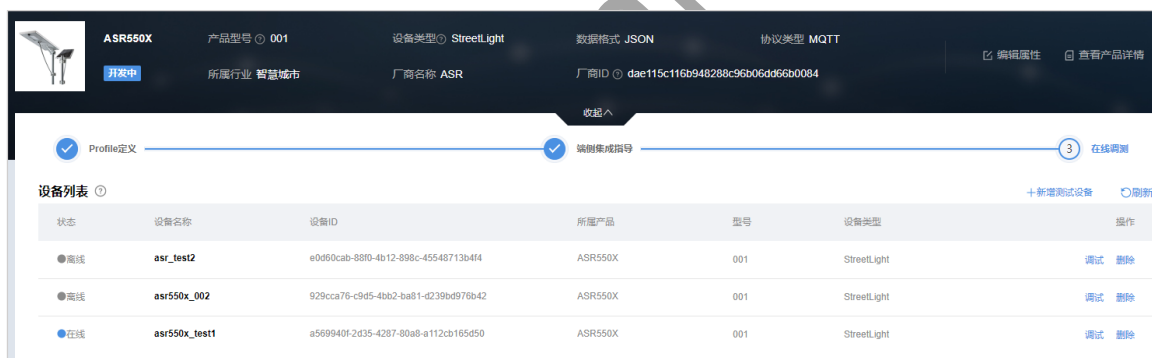 ASR550X 产品型号 001 设备类型 StreetLight 数据格式 JSON 协议类型 MQTT
编辑属性 查看产品详情
开发中 所属行业 智慧城市 厂商名称 ASR 厂商ID dae115c116b948288c96b06dd66b0084
收起
Profile定义 端侧集成指导 3 在线调测
设备列表 +新增测试设备 刷新
状态 设备名称 设备ID 所属产品 型号 设备类型 操作
离线 asr_test2 e0d60cab-88f0-4b12-898c-45548713b4f4 ASR550X 001 StreetLight 调试 删除
离线 asr550x_002 929cca76-c9d5-4bb2-ba81-d239bd976b42 ASR550X 001 StreetLight 调试 删除
在线 asr550x_test1 a569940f-2d35-4287-80a8-a112cb165d50 ASR550X 001 StreetLight 调试 删除